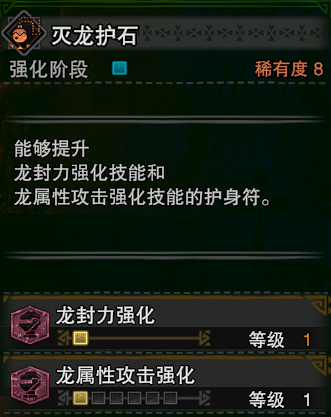 灭龙护石
强化阶段
稀有度 8
能够提升
龙封力强化技能和
龙属性攻击强化技能的护身符。
龙封力强化
等级 1
龙属性攻击强化
等级 1